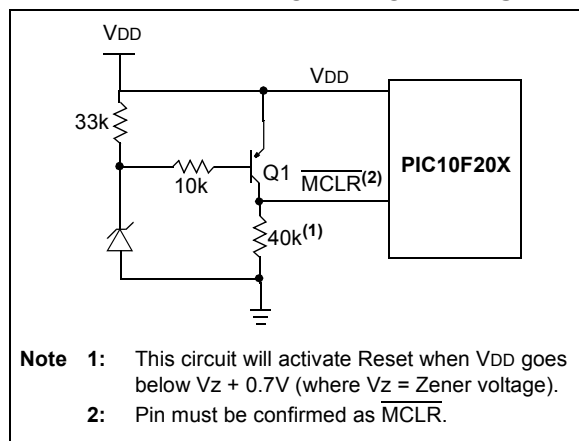 VDD
VDD
33k
PIC10F20X
Q1
MCLR(2)
10k
40k(1)
Note 1: This circuit will activate Reset when VDD goes
below Vz + 0.7V (where Vz = Zener voltage).
2: Pin must be confirmed as MCLR.